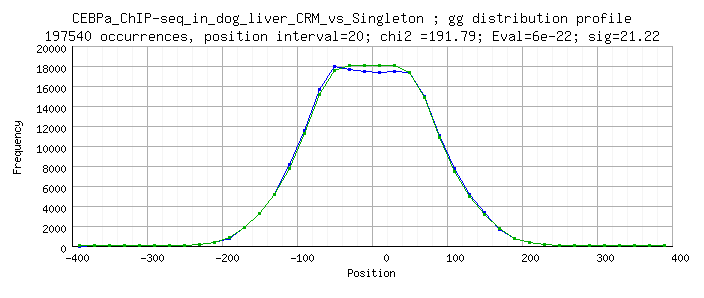 CEBPa_ChIP-seq_in_dog_liver_CRM_vs_Singleton ; gg distribution profile
197540 occurrences, position interval=20; chi2 =191.79; Eval=6e-22; sig=21.22
20000
18000
16000
14000
12000
10000
8000
6000
4000
2000
0
Frequency
-400 -300 -200 -100 0 100 200 300 400
Position